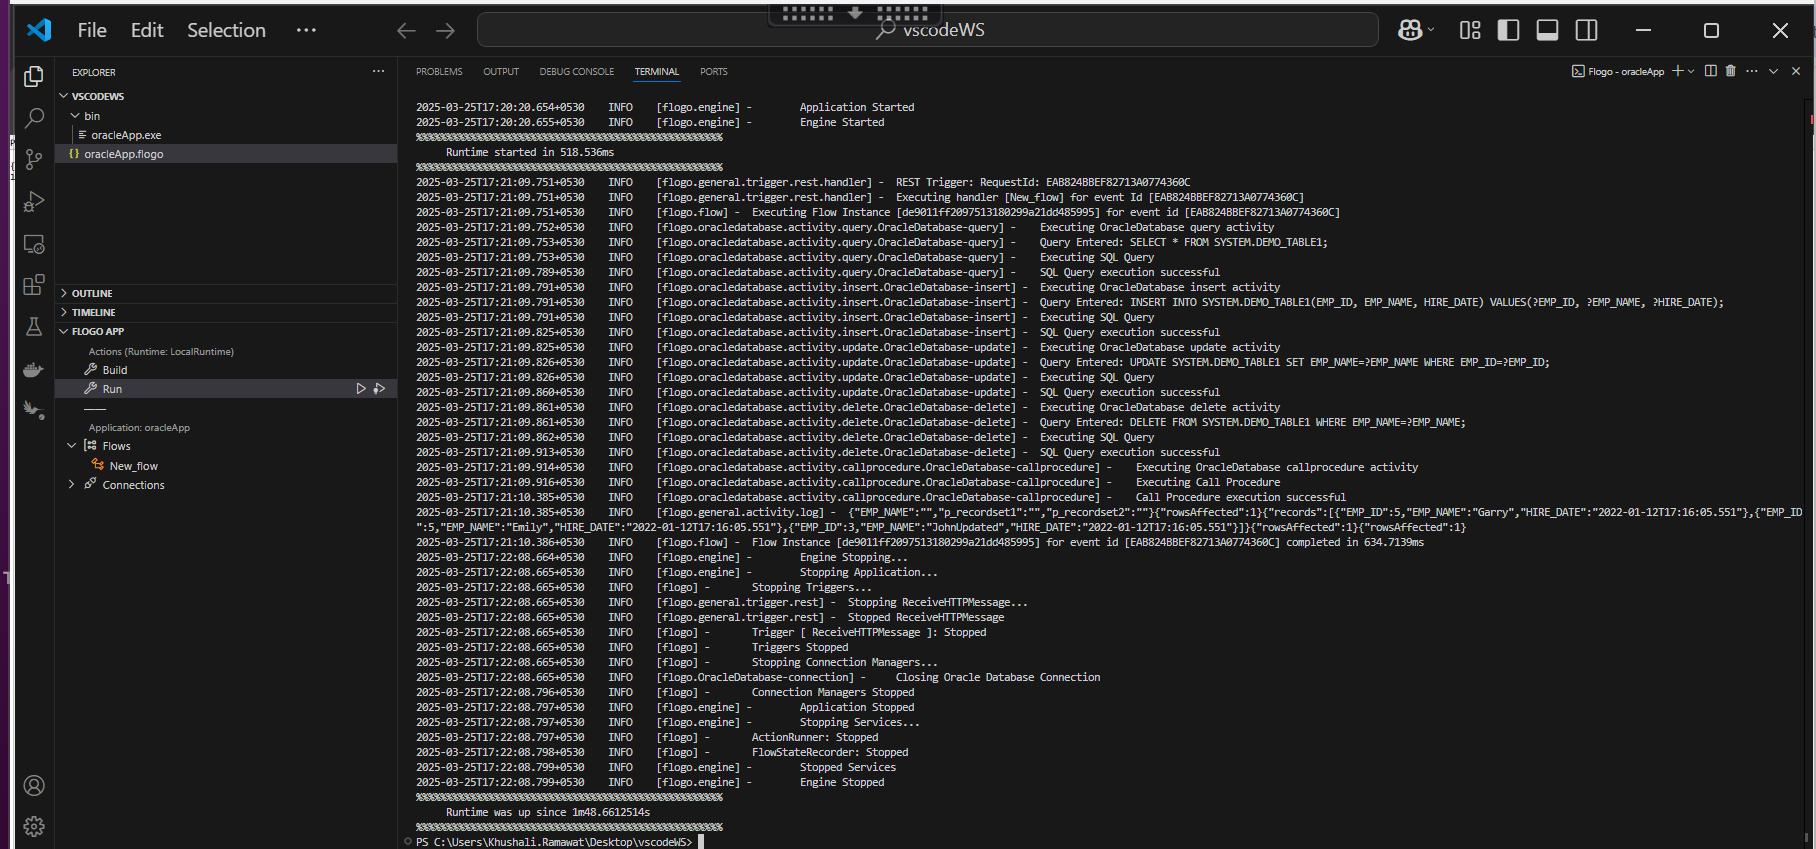 File Edit Selection ···
vscodeWS
EXPLORER
VSCODEWS
bin
oracleApp.exe
{} oracleApp.flogo
OUTLINE
TIMELINE
FLOGO APP
Actions (Runtime: LocalRuntime)
Build
Run
Application: oracleApp
Flows
New_flow
Connections
PROBLEMS OUTPUT DEBUG CONSOLE TERMINAL PORTS
Flogo - oracleApp
2025-03-25T17:20:20.654+0530 INFO [flogo.engine] - Application Started
2025-03-25T17:20:20.655+0530 INFO [flogo.engine] - Engine Started
Runtime started in 518.536ms
2025-03-25T17:21:09.751+0530 INFO [flogo.general.trigger.rest.handler] - REST Trigger: RequestId: EAB824BBEF82713A0774360C
2025-03-25T17:21:09.751+0530 INFO [flogo.general.trigger.rest.handler] - Executing handler [New_flow] for event Id [EAB824BBEF82713A0774360C]
2025-03-25T17:21:09.751+0530 INFO [flogo.flow] - Executing Flow Instance [de9011ff2097513180299a21dd485995] for event id [EAB824BBEF82713A0774360C]
2025-03-25T17:21:09.752+0530 INFO [flogo.oracledatabase.activity.query.OracleDatabase-query] - Executing OracleDatabase query activity
2025-03-25T17:21:09.753+0530 INFO [flogo.oracledatabase.activity.query.OracleDatabase-query] - Query Entered: SELECT * FROM SYSTEM.DEMO_TABLE1;
2025-03-25T17:21:09.753+0530 INFO [flogo.oracledatabase.activity.query.OracleDatabase-query] - Executing SQL Query
2025-03-25T17:21:09.789+0530 INFO [flogo.oracledatabase.activity.query.OracleDatabase-query] - SQL Query execution successful
2025-03-25T17:21:09.791+0530 INFO [flogo.oracledatabase.activity.insert.OracleDatabase-insert] - Executing OracleDatabase insert activity
2025-03-25T17:21:09.791+0530 INFO [flogo.oracledatabase.activity.insert.OracleDatabase-insert] - Query Entered: INSERT INTO SYSTEM.DEMO_TABLE1(EMP_ID, EMP_NAME, HIRE_DATE) VALUES(?EMP_ID, ?EMP_NAME, ?HIRE_DATE);
2025-03-25T17:21:09.791+0530 INFO [flogo.oracledatabase.activity.insert.OracleDatabase-insert] - Executing SQL Query
2025-03-25T17:21:09.825+0530 INFO [flogo.oracledatabase.activity.insert.OracleDatabase-insert] - SQL Query execution successful
2025-03-25T17:21:09.825+0530 INFO [flogo.oracledatabase.activity.update.OracleDatabase-update] - Executing OracleDatabase update activity
2025-03-25T17:21:09.826+0530 INFO [flogo.oracledatabase.activity.update.OracleDatabase-update] - Query Entered: UPDATE SYSTEM.DEMO_TABLE1 SET EMP_NAME=?EMP_NAME WHERE EMP_ID=?EMP_ID;
2025-03-25T17:21:09.826+0530 INFO [flogo.oracledatabase.activity.update.OracleDatabase-update] - Executing SQL Query
2025-03-25T17:21:09.860+0530 INFO [flogo.oracledatabase.activity.update.OracleDatabase-update] - SQL Query execution successful
2025-03-25T17:21:09.861+0530 INFO [flogo.oracledatabase.activity.delete.OracleDatabase-delete] - Executing OracleDatabase delete activity
2025-03-25T17:21:09.861+0530 INFO [flogo.oracledatabase.activity.delete.OracleDatabase-delete] - Query Entered: DELETE FROM SYSTEM.DEMO_TABLE1 WHERE EMP_NAME=?EMP_NAME;
2025-03-25T17:21:09.862+0530 INFO [flogo.oracledatabase.activity.delete.OracleDatabase-delete] - Executing SQL Query
2025-03-25T17:21:09.913+0530 INFO [flogo.oracledatabase.activity.delete.OracleDatabase-delete] - SQL Query execution successful
2025-03-25T17:21:09.914+0530 INFO [flogo.oracledatabase.activity.callprocedure.OracleDatabase-callprocedure] - Executing OracleDatabase callprocedure activity
2025-03-25T17:21:09.916+0530 INFO [flogo.oracledatabase.activity.callprocedure.OracleDatabase-callprocedure] - Executing Call Procedure
2025-03-25T17:21:10.385+0530 INFO [flogo.oracledatabase.activity.callprocedure.OracleDatabase-callprocedure] - Call Procedure execution successful
2025-03-25T17:21:10.385+0530 INFO [flogo.general.activity.log] - {"EMP_NAME":"","p_recordset1":"","p_recordset2":""}{"rowsAffected":1}{"records":[{"EMP_ID":5,"EMP_NAME":"Garry","HIRE_DATE":"2022-01-12T17:16:05.551"},{"EMP_ID
":5,"EMP_NAME":"Emily","HIRE_DATE":"2022-01-12T17:16:05.551"},{"EMP_ID":3,"EMP_NAME":"JohnUpdated","HIRE_DATE":"2022-01-12T17:16:05.551"}]}{"rowsAffected":1}{"rowsAffected":1}
2025-03-25T17:21:10.386+0530 INFO [flogo.flow] - Flow Instance [de9011ff2097513180299a21dd485995] for event id [EAB824BBEF82713A0774360C] completed in 634.7139ms
2025-03-25T17:22:08.664+0530 INFO [flogo.engine] - Engine Stopping...
2025-03-25T17:22:08.665+0530 INFO [flogo.engine] - Stopping Application...
2025-03-25T17:22:08.665+0530 INFO [flogo] - Stopping Triggers...
2025-03-25T17:22:08.665+0530 INFO [flogo.general.trigger.rest] - Stopping ReceiveHTTPMessage...
2025-03-25T17:22:08.665+0530 INFO [flogo.general.trigger.rest] - Stopped ReceiveHTTPMessage
2025-03-25T17:22:08.665+0530 INFO [flogo] - Trigger [ ReceiveHTTPMessage ]: Stopped
2025-03-25T17:22:08.665+0530 INFO [flogo] - Triggers Stopped
2025-03-25T17:22:08.665+0530 INFO [flogo] - Stopping Connection Managers...
2025-03-25T17:22:08.665+0530 INFO [flogo.OracleDatabase-connection] - Closing Oracle Database Connection
2025-03-25T17:22:08.796+0530 INFO [flogo] - Connection Managers Stopped
2025-03-25T17:22:08.797+0530 INFO [flogo.engine] - Application Stopped
2025-03-25T17:22:08.797+0530 INFO [flogo.engine] - Stopping Services...
2025-03-25T17:22:08.797+0530 INFO [flogo] - ActionRunner: Stopped
2025-03-25T17:22:08.798+0530 INFO [flogo] - FlowStateRecorder: Stopped
2025-03-25T17:22:08.799+0530 INFO [flogo.engine] - Stopped Services
2025-03-25T17:22:08.799+0530 INFO [flogo.engine] - Engine Stopped
Runtime was up since 1m48.6612514s
PS C:\Users\Khushali.Ramawat\Desktop\vscodeWS>